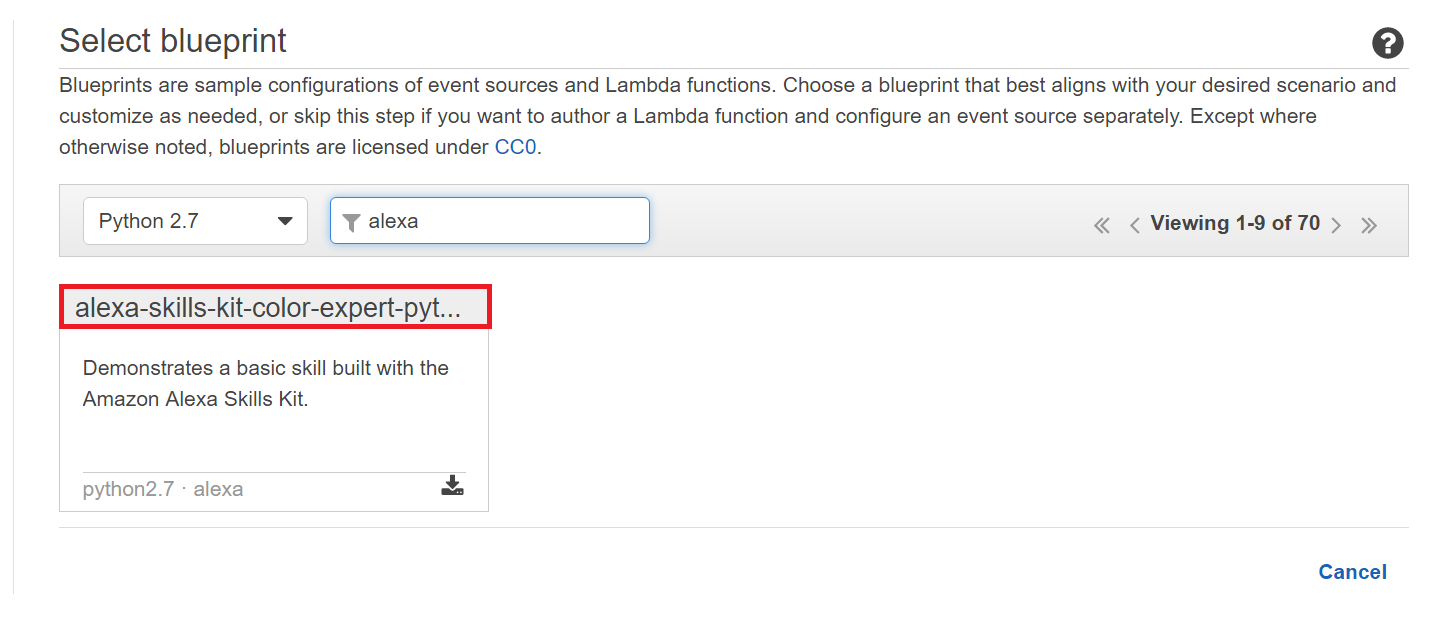 Select blueprint
Blueprints are sample configurations of event sources and Lambda functions. Choose a blueprint that best aligns with your desired scenario and
customize as needed, or skip this step if you want to author a Lambda function and configure an event source separately. Except where
otherwise noted, blueprints are licensed under CC0.
Python 2.7 alexa « ‹ Viewing 1-9 of 70 › »
alexa-skills-kit-color-expert-pyt...
Demonstrates a basic skill built with the
Amazon Alexa Skills Kit.
python2.7 · alexa
Cancel